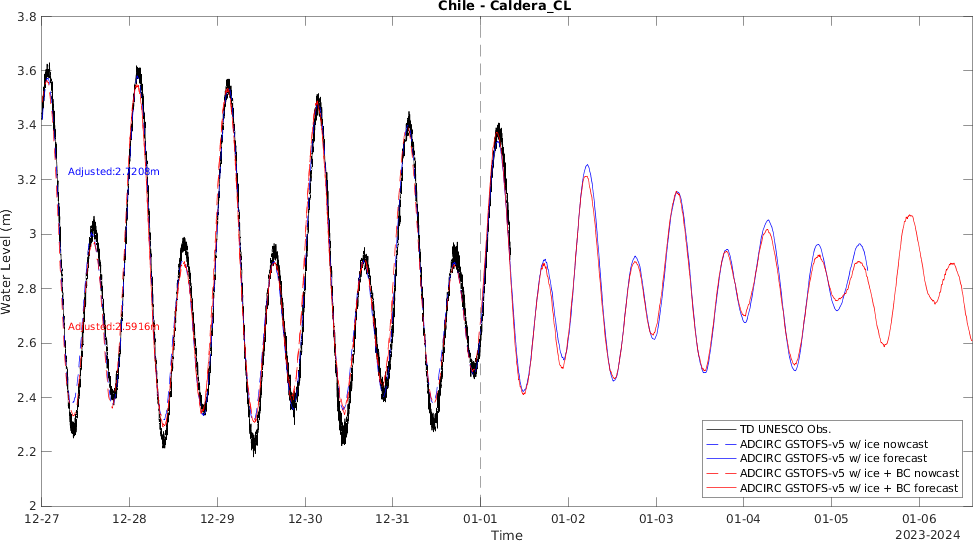 Chile - Caldera_CL
3.8
3.6
3.4
3.2
3
2.8
2.6
2.4
2.2
2
Water Level (m)
Adjusted:2.7208m
Adjusted:2.5916m
TD UNESCO Obs.
ADCIRC GSTOFS-v5 w/ ice nowcast
ADCIRC GSTOFS-v5 w/ ice forecast
ADCIRC GSTOFS-v5 w/ ice + BC nowcast
ADCIRC GSTOFS-v5 w/ ice + BC forecast
12-27 12-28 12-29 12-30 12-31 01-01 01-02 01-03 01-04 01-05 01-06
Time
2023-2024